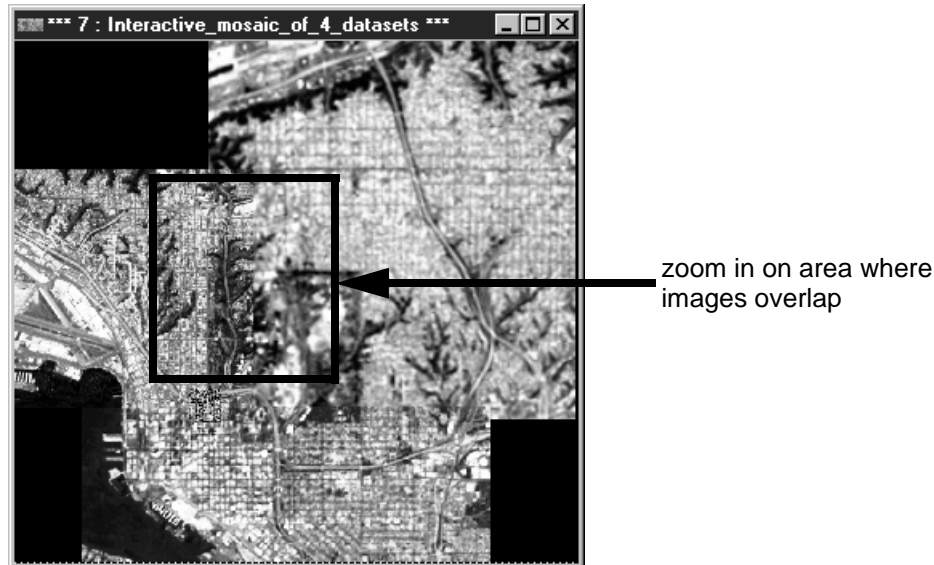 *** 7 : Interactive_mosaic_of_4_datasets ***
zoom in on area where
images overlap